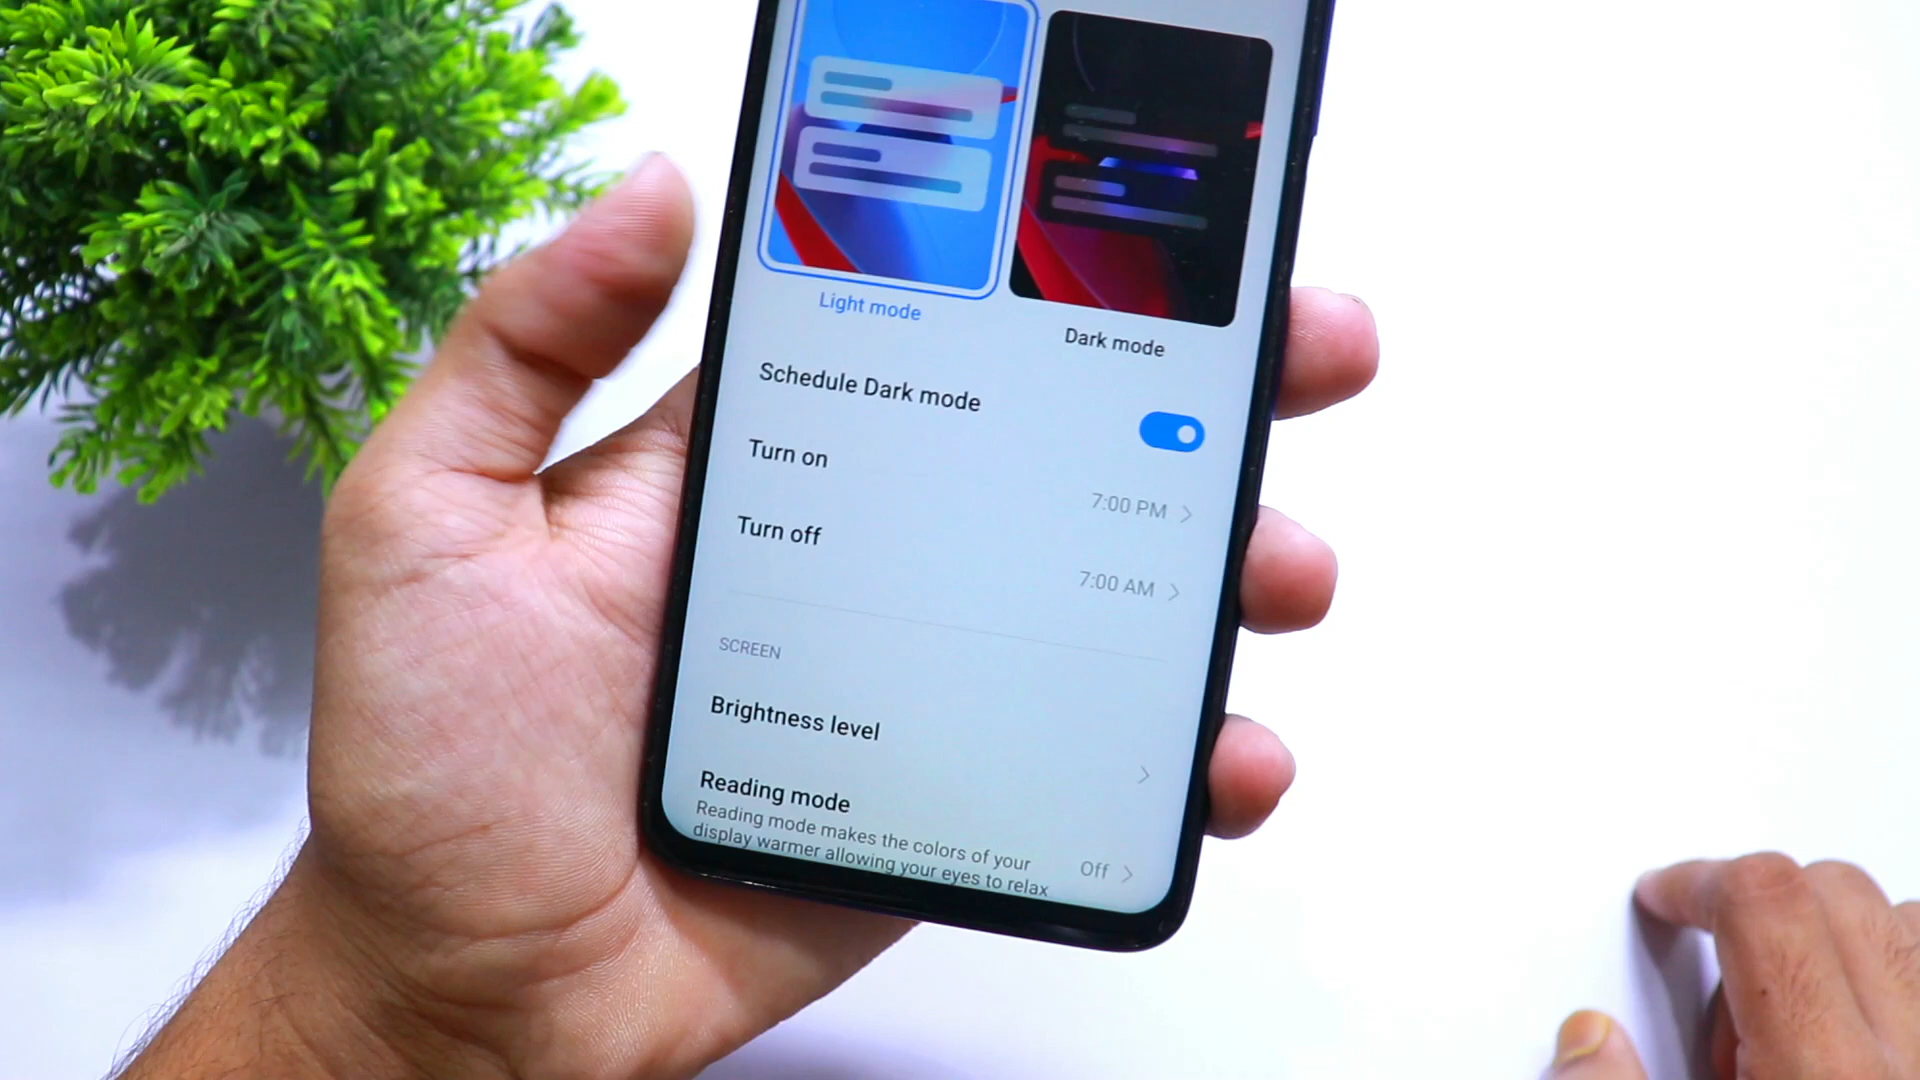 Light mode
Dark mode
Schedule Dark mode
Turn on
7:00 PM
Turn off
7:00 AM
SCREEN
Brightness level
Reading mode
Reading mode makes the colors of your
display warmer allowing your eyes to relax
Off